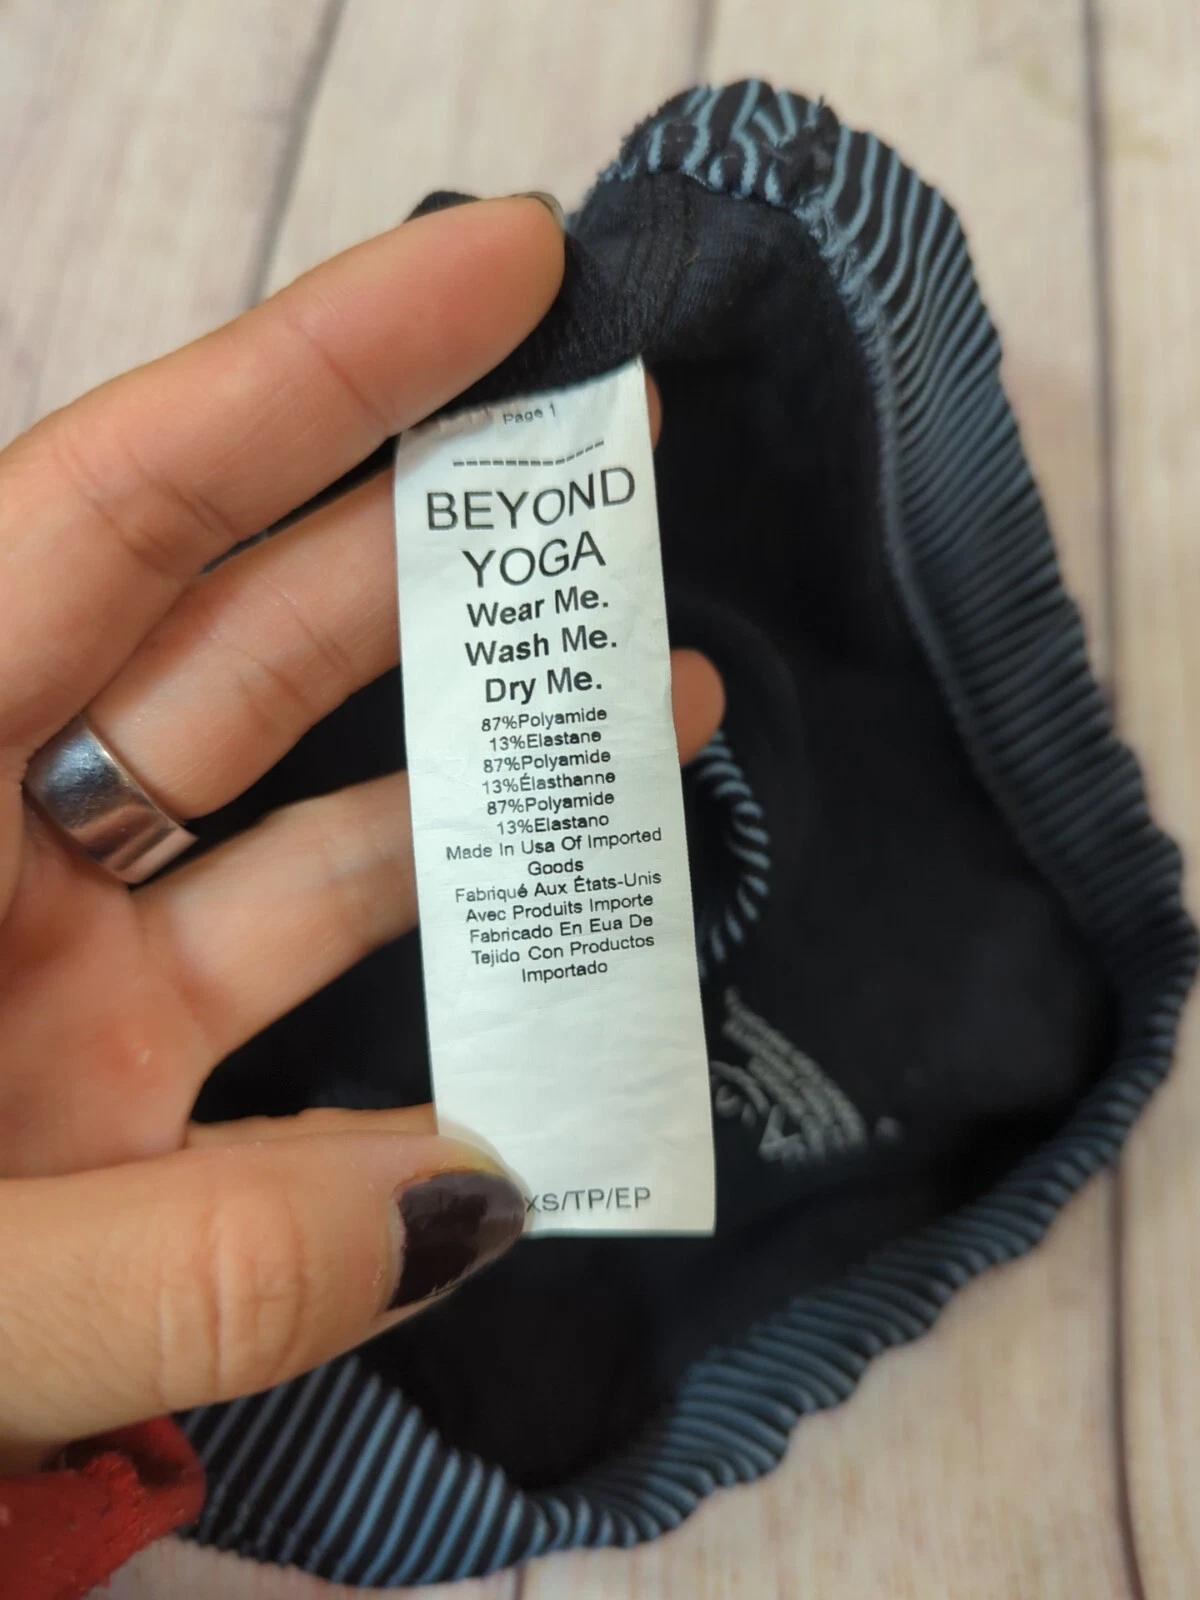 Page 1
-------------
BEYOND
YOGA
Wear Me.
Wash Me.
Dry Me.
87%Polyamide
13%Elastane
87%Polyamide
13%Élasthanne
87%Polyamide
13%Elastano
Made In Usa Of Imported
Goods
Fabriqué Aux États-Unis
Avec Produits Importe
Fabricado En Eua De
Tejido Con Productos
Importado
XS/TP/EP